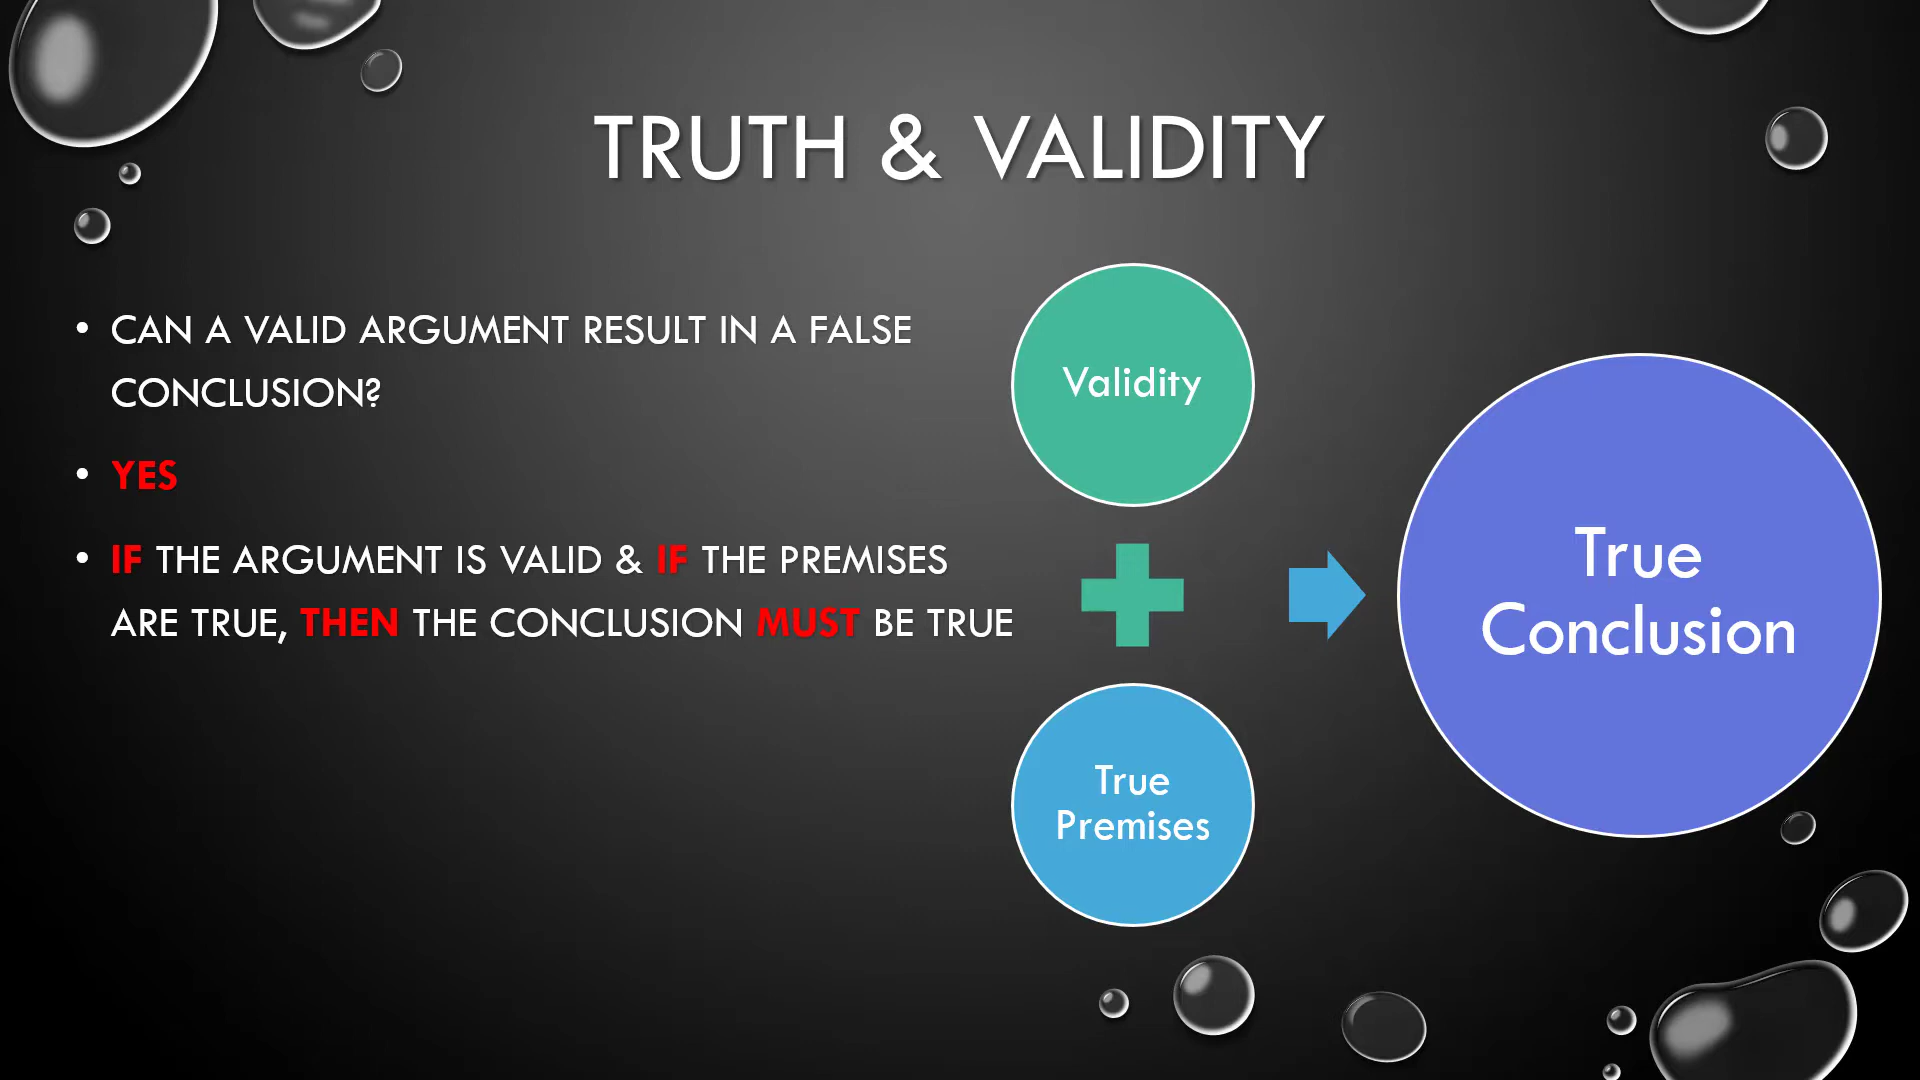 TRUTH & VALIDITY
• CAN A VALID ARGUMENT RESULT IN A FALSE
CONCLUSION?
• YES
• IF THE ARGUMENT IS VALID & IF THE PREMISES
ARE TRUE, THEN THE CONCLUSION MUST BE TRUE
Validity
True
Premises
True
Conclusion